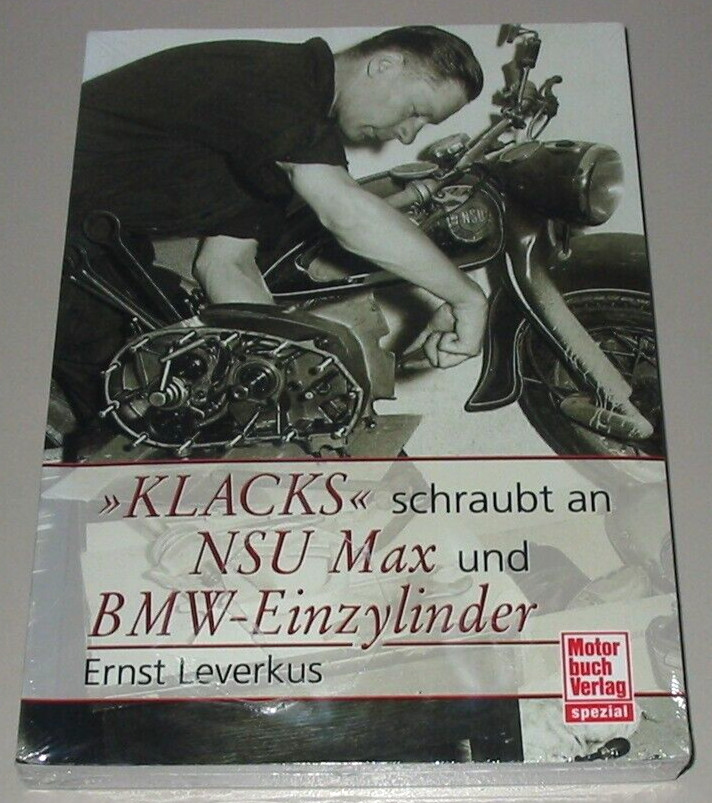 NSU
»KLACKS« schraubt an
NSU Max und
BMW-Einzylinder
Ernst Leverkus
Motor
buch
Verlag
spezial